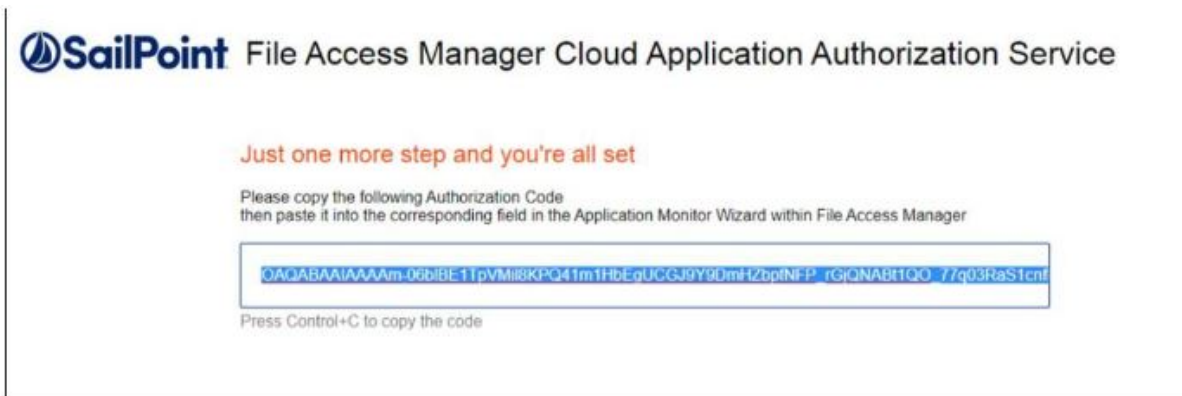 SailPoint File Access Manager Cloud Application Authorization Service
Just one more step and you're all set
Please copy the following Authorization Code
then paste it into the corresponding field in the Application Monitor Wizard within File Access Manager
Press Control+C to copy the code